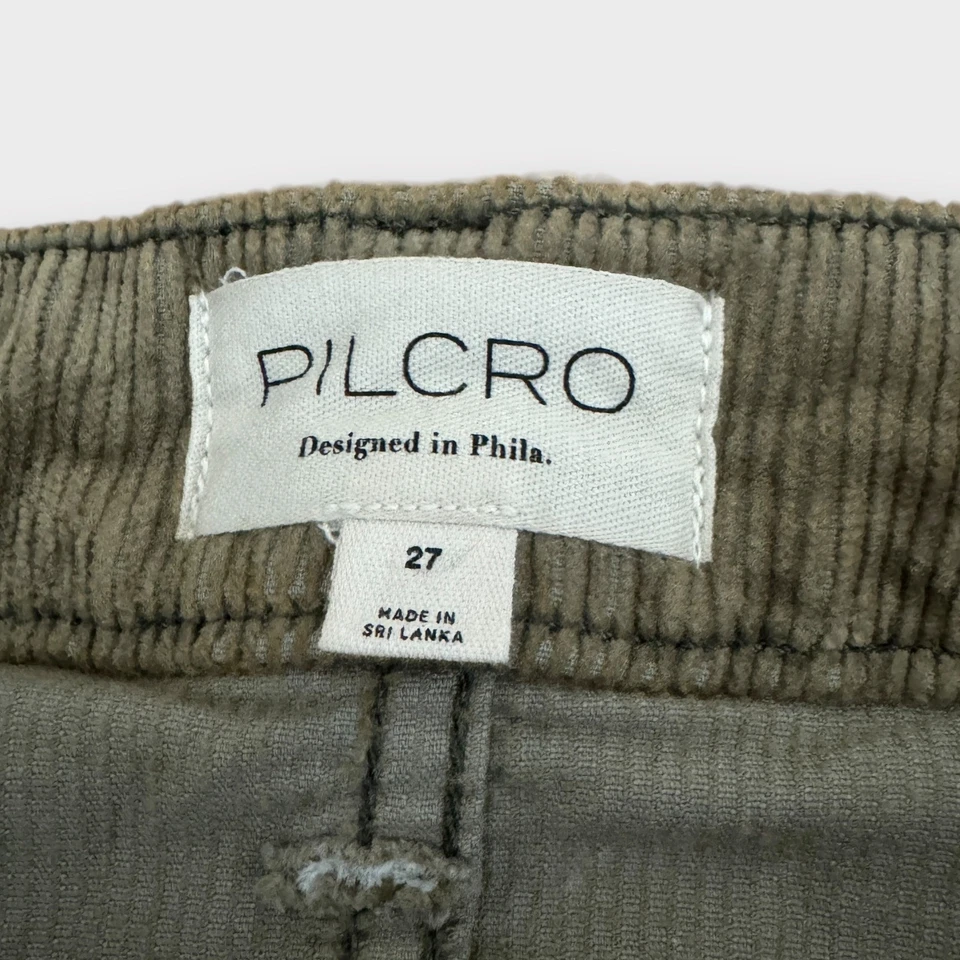 PILCRO
Designed in Phila.
27
MADE IN
SRI LANKA